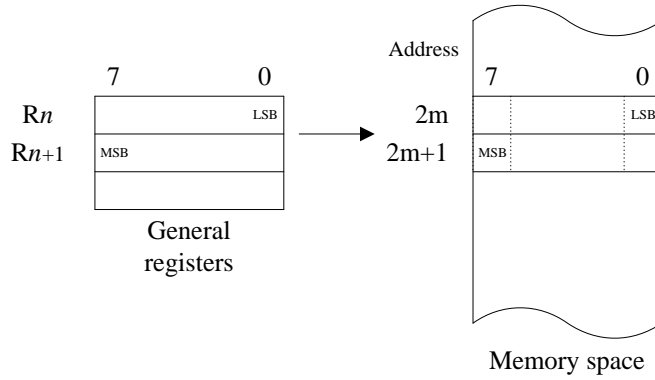 Address
7 0
7 0
Rn LSB
2m LSB
Rn+1 MSB
2m+1 MSB
General
registers
Memory space